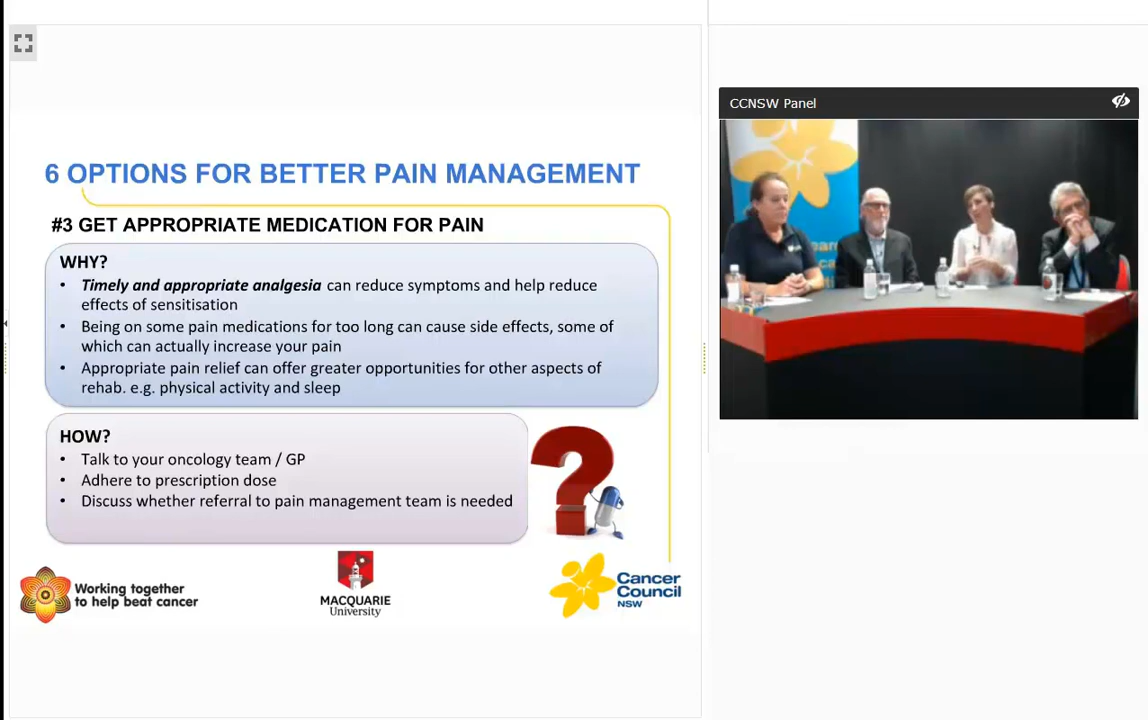 CCNSW Panel
6 OPTIONS FOR BETTER PAIN MANAGEMENT
#3 GET APPROPRIATE MEDICATION FOR PAIN
WHY?
• Timely and appropriate analgesia can reduce symptoms and help reduce
effects of sensitisation
• Being on some pain medications for too long can cause side effects, some of
which can actually increase your pain
• Appropriate pain relief can offer greater opportunities for other aspects of
rehab. e.g. physical activity and sleep
HOW?
• Talk to your oncology team / GP
• Adhere to prescription dose
• Discuss whether referral to pain management team is needed
Working together
to help beat cancer
MACQUARIE
University
Cancer
Council
NSW